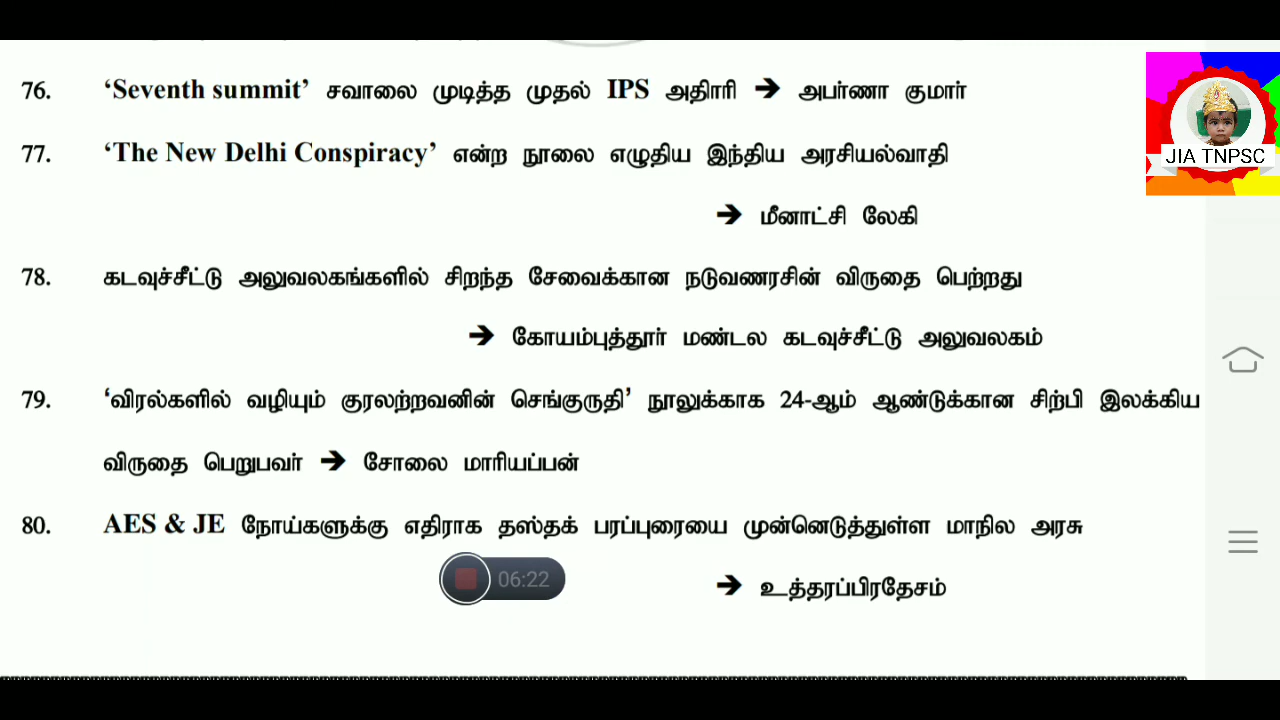 76. ‘Seventh summit’ சவாலை முடித்த முதல் IPS அதிாரி ➔ அபர்ணா குமார்
JIA TNPSC
77. ‘The New Delhi Conspiracy’ என்ற நூலை எழுதிய இந்திய அரசியல்வாதி
➔ மீனாட்சி லேகி
78. கடவுச்சீட்டு அலுவலகங்களில் சிறந்த சேவைக்கான நடுவணரசின் விருதை பெற்றது
➔ கோயம்புத்தூர் மண்டல கடவுச்சீட்டு அலுவலகம்
79. ‘விரல்களில் வழியும் குரலற்றவனின் செங்குருதி’ நூலுக்காக 24-ஆம் ஆண்டுக்கான சிற்பி இலக்கிய
விருதை பெறுபவர் ➔ சோலை மாரியப்பன்
80. AES & JE நோய்களுக்கு எதிராக தஸ்தக் பரப்புரையை முன்னெடுத்துள்ள மாநில அரசு
06:22
➔ உத்தரப்பிரதேசம்